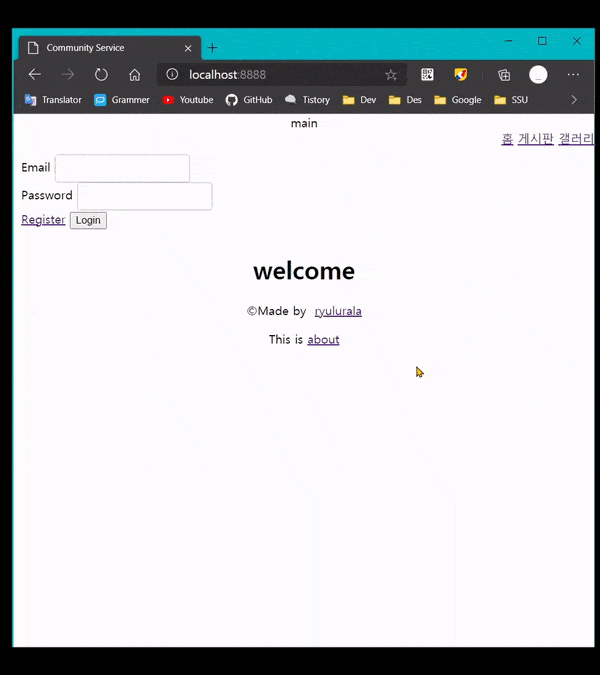 Community Service
localhost:8888
Translator Grammer Youtube GitHub Tistory Dev Des Google SSU
main
홈 게시판 갤러리
Email
Password
Register Login
welcome
©Made by ryulurala
This is about